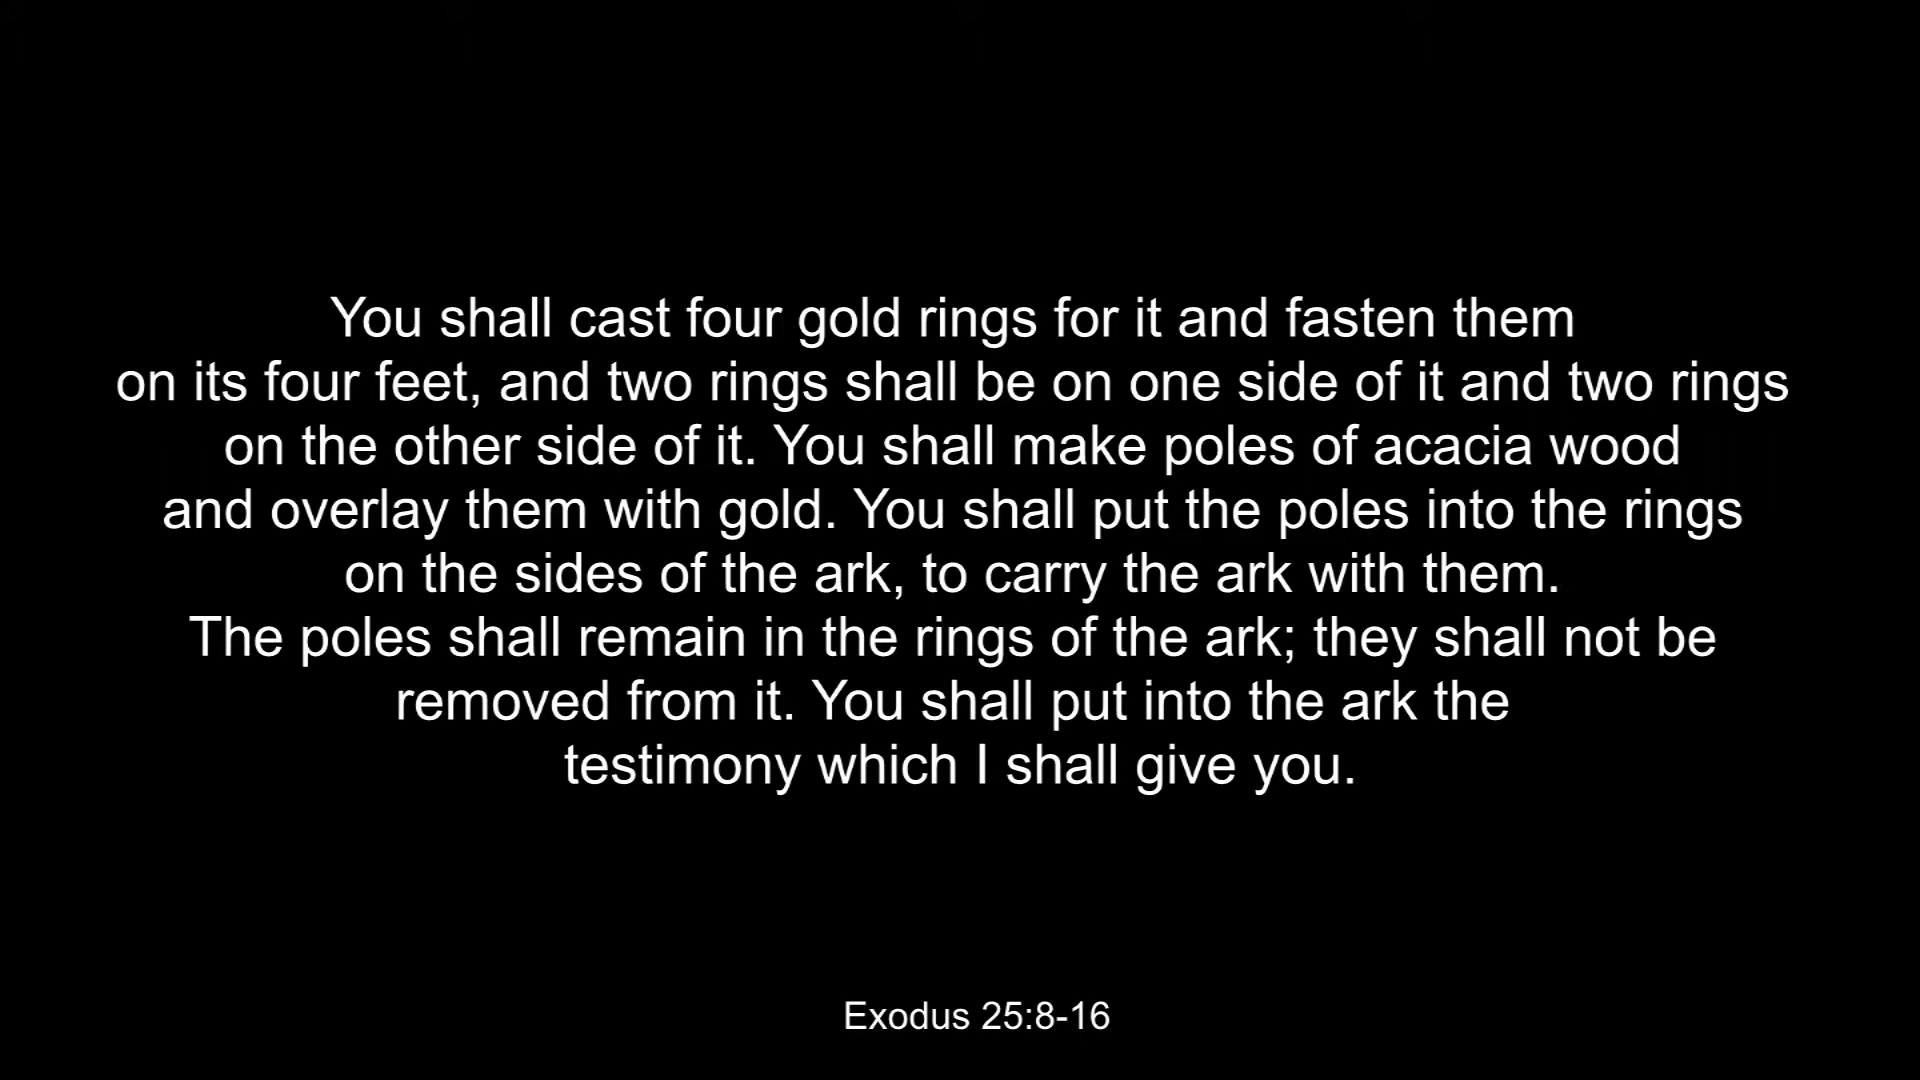 You shall cast four gold rings for it and fasten them
on its four feet, and two rings shall be on one side of it and two rings
on the other side of it. You shall make poles of acacia wood
and overlay them with gold. You shall put the poles into the rings
on the sides of the ark, to carry the ark with them.
The poles shall remain in the rings of the ark; they shall not be
removed from it. You shall put into the ark the
testimony which I shall give you.
Exodus 25:8-16